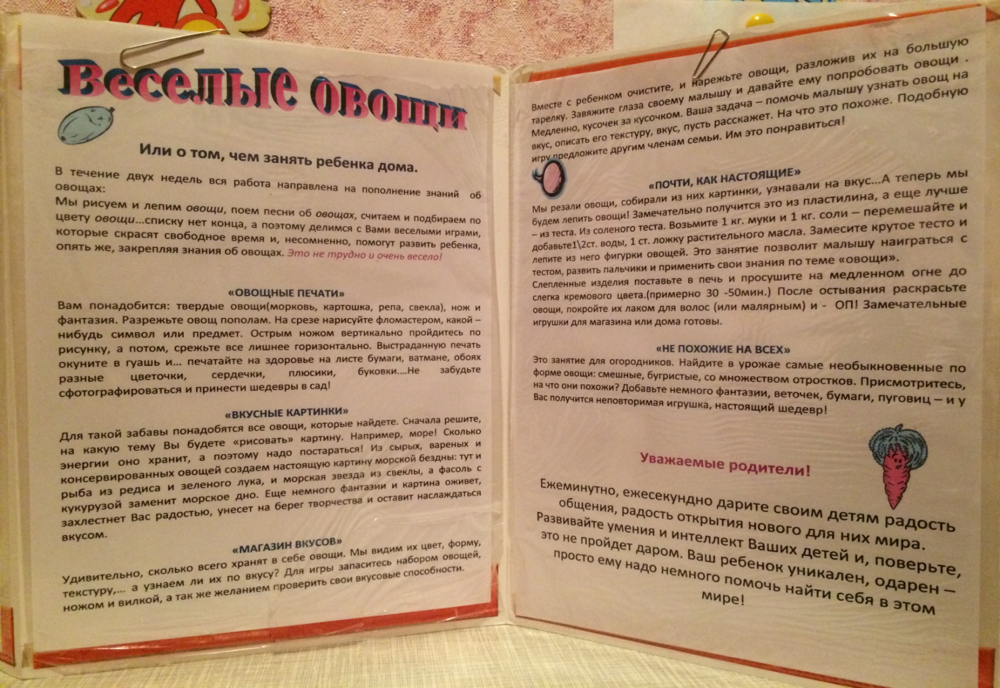 Веселые овощи
Или о том, чем занять ребенка дома.
В течение двух недель вся работа направлена на пополнение знаний об
овощах:
Мы рисуем и лепим овощи, поем песни об овощах, считаем и подбираем по
цвету овощи...списку нет конца, а поэтому делимся с Вами веселыми играми,
которые скрасят свободное время и, несомненно, помогут развить ребенка,
опять же, закрепляя знания об овощах. Это не трудно и очень весело!
«ОВОЩНЫЕ ПЕЧАТИ»
Вам понадобится: твердые овощи(морковь, картошка, репа, свекла), нож и
фантазия. Разрежьте овощ пополам. На срезе нарисуйте фломастером, какой –
нибудь символ или предмет. Острым ножом вертикально пройдитесь по
рисунку, а потом, срежьте все лишнее горизонтально. Выстраданную печать
окуните в гуашь и... печатайте на здоровье на листе бумаги, ватмане, обоях
разные цветочки, сердечки, плюсики, буковки....Не забудьте
сфотографироваться и принести шедевры в сад!
«ВКУСНЫЕ КАРТИНКИ»
Для такой забавы понадобятся все овощи, которые найдете. Сначала решите,
на какую тему Вы будете «рисовать» картину. Например, море! Сколько
энергии оно хранит, а поэтому надо постараться! Из сырых, вареных и
консервированных овощей создаем настоящую картину морской бездны: тут и
рыба из редиса и зеленого лука, и морская звезда из свеклы, а фасоль с
кукурузой заменит морское дно. Еще немного фантазии и картина оживет,
захлестнет Вас радостью, унесет на берег творчества и оставит наслаждаться
вкусом.
«МАГАЗИН ВКУСОВ»
Удивительно, сколько всего хранят в себе овощи. Мы видим их цвет, форму,
текстуру,... а узнаем ли их по вкусу? Для игры запаситесь набором овощей,
ножом и вилкой, а так же желанием проверить свои вкусовые способности.
Вместе с ребенком очистите, и нарежьте овощи, разложив их на большую
тарелку. Завяжите глаза своему малышу и давайте ему попробовать овощи .
Медленно, кусочек за кусочком. Ваша задача – помочь малышу узнать овощ на
вкус, описать его текстуру, вкус, пусть расскажет. На что это похоже. Подобную
игру предложите другим членам семьи. Им это понравиться!
«ПОЧТИ, КАК НАСТОЯЩИЕ»
Мы резали овощи, собирали из них картинки, узнавали на вкус...А теперь мы
будем лепить овощи! Замечательно получится это из пластилина, а еще лучше
– из теста. Из соленого теста. Возьмите 1 кг. муки и 1 кг. соли – перемешайте и
добавьте1\2ст. воды, 1 ст. ложку растительного масла. Замесите крутое тесто и
лепите из него фигурки овощей. Это занятие позволит малышу наиграться с
тестом, развить пальчики и применить свои знания по теме «овощи».
Слепленные изделия поставьте в печь и просушите на медленном огне до
слегка кремового цвета.(примерно 30 -50мин.) После остывания раскрасьте
овощи, покройте их лаком для волос (или малярным) и - ОП! Замечательные
игрушки для магазина или дома готовы.
«НЕ ПОХОЖИЕ НА ВСЕХ»
Это занятие для огородников. Найдите в урожае самые необыкновенные по
форме овощи: смешные, бугристые, со множеством отростков. Присмотритесь,
на что они похожи? Добавьте немного фантазии, веточек, бумаги, пуговиц – и у
Вас получится неповторимая игрушка, настоящий шедевр!
Уважаемые родители!
Ежеминутно, ежесекундно дарите своим детям радость
общения, радость открытия нового для них мира.
Развивайте умения и интеллект Ваших детей и, поверьте,
это не пройдет даром. Ваш ребенок уникален, одарен –
просто ему надо немного помочь найти себя в этом
мире!